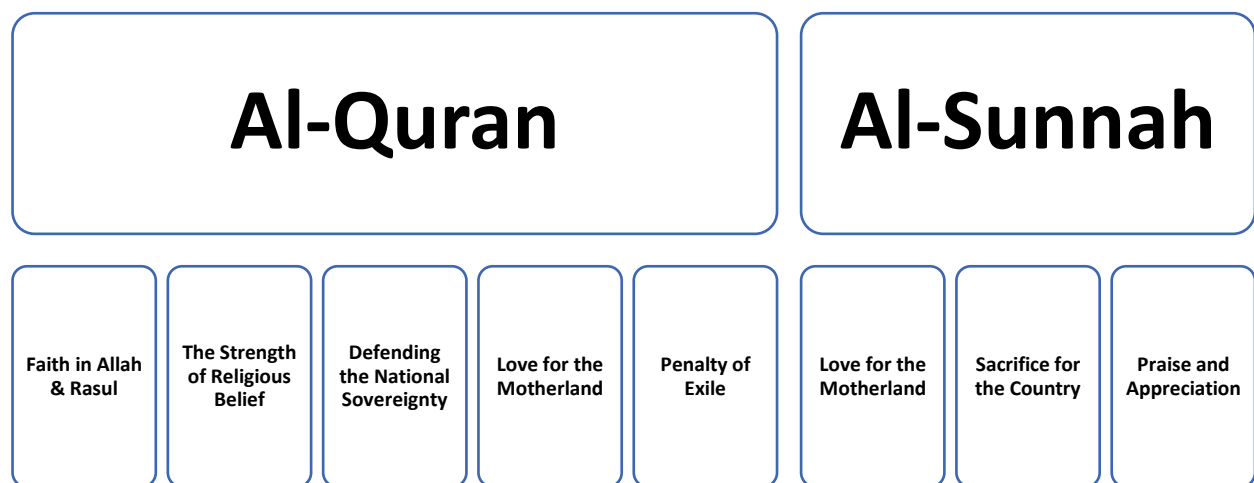 Al-Quran
Al-Sunnah
Faith in Allah
& Rasul
The Strength
of Religious
Belief
Defending
the National
Sovereignty
Love for the
Motherland
Penalty of
Exile
Love for the
Motherland
Sacrifice for
the Country
Praise and
Appreciation